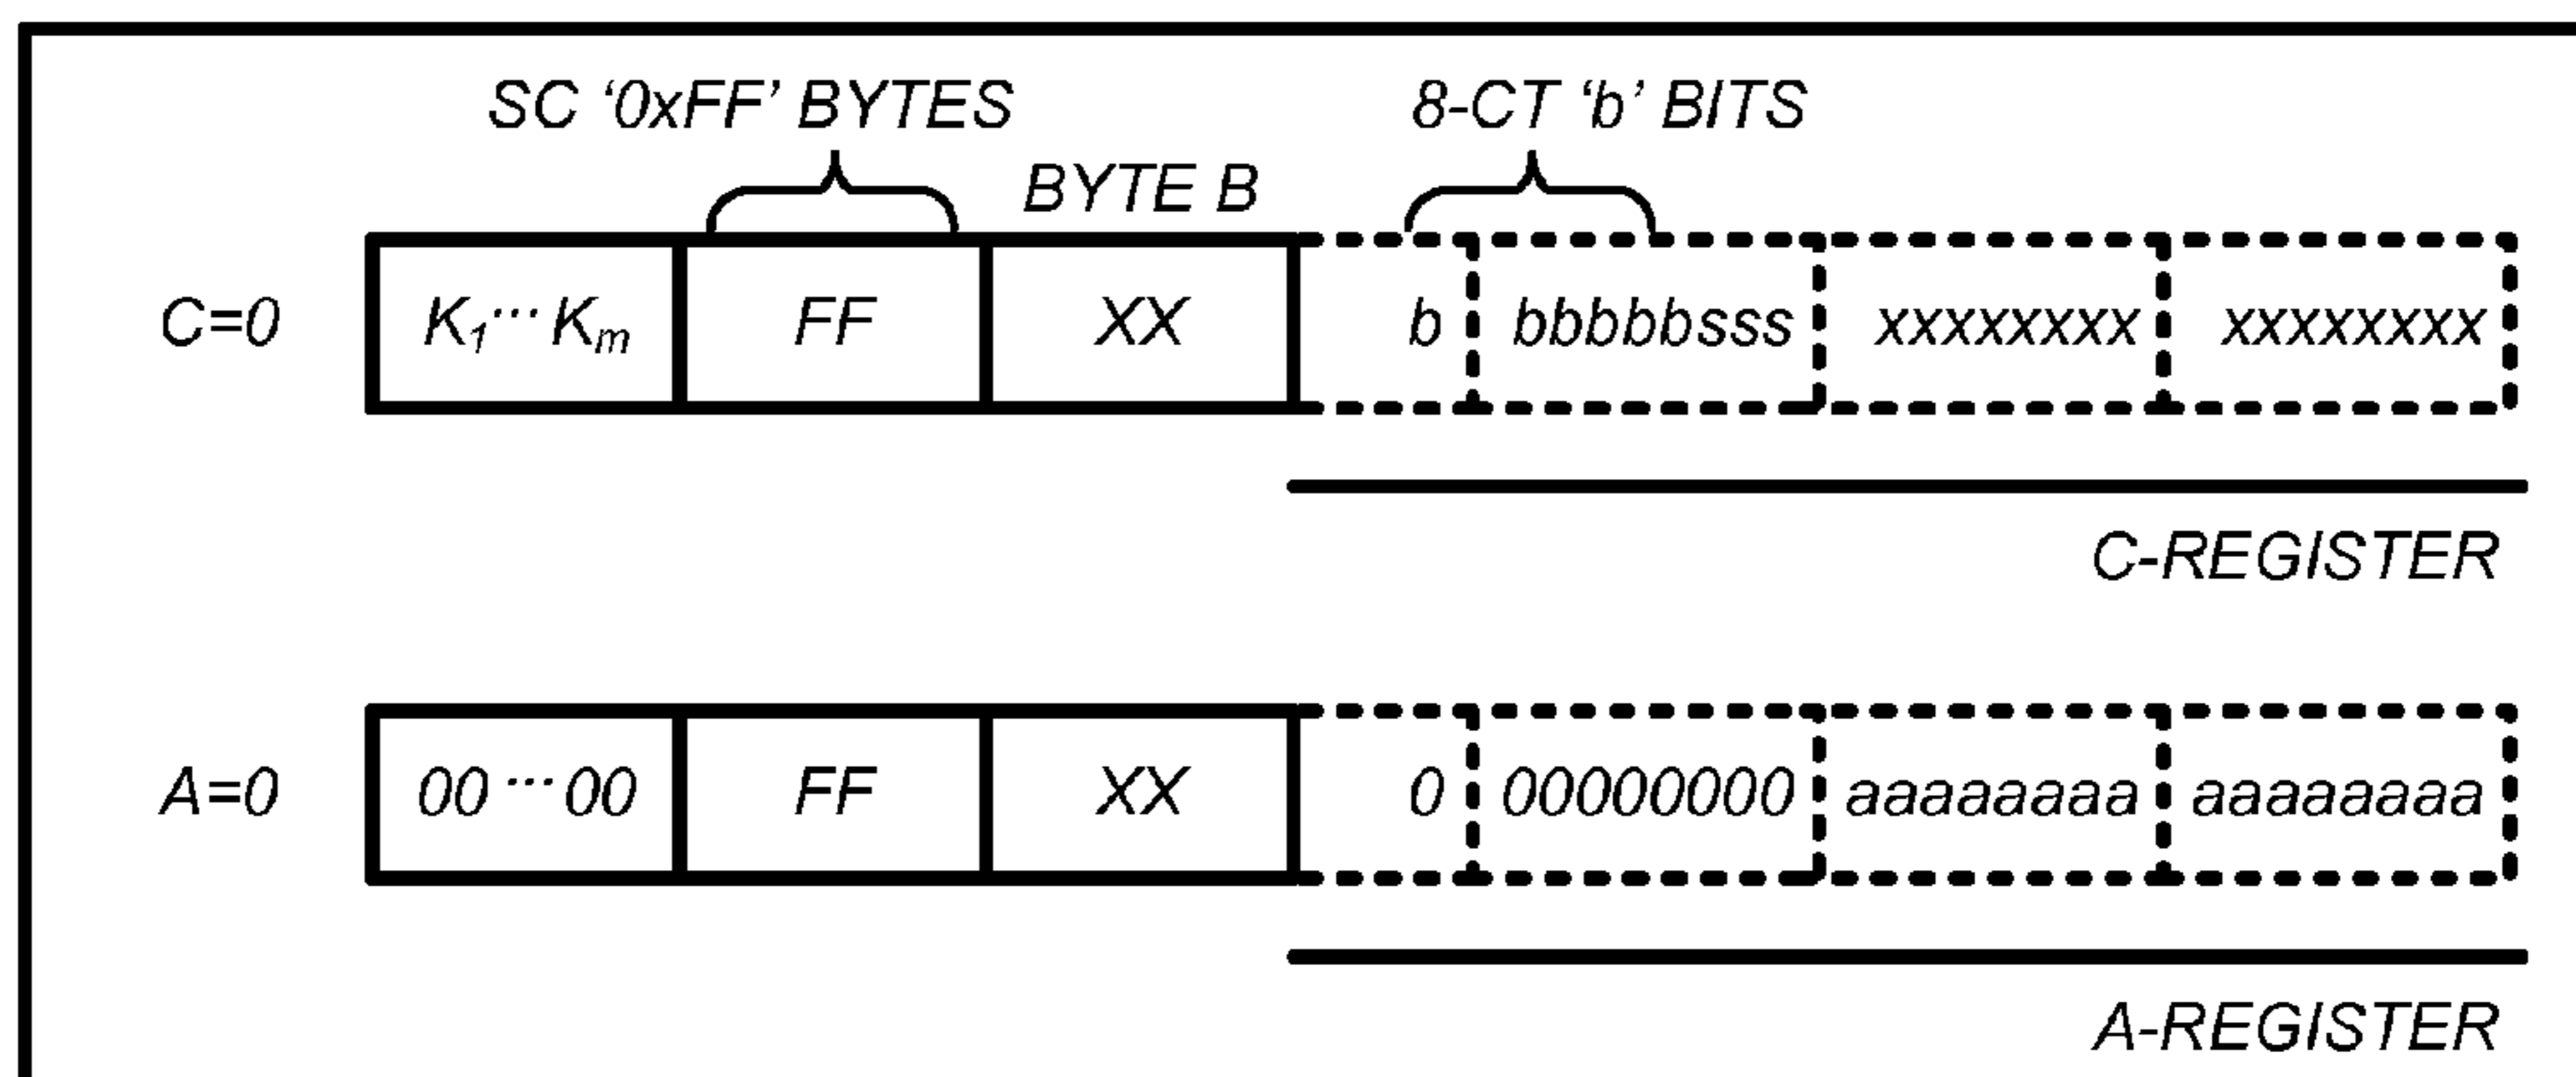 SC ‘0xFF’ BYTES 8-CT ‘b’ BITS
BYTE B
C=0 K₁···Kₘ FF XX b bbbbbsss xxxxxxxx xxxxxxxx
C-REGISTER
A=0 00···00 FF XX 0 00000000 aaaaaaaa aaaaaaaa
A-REGISTER